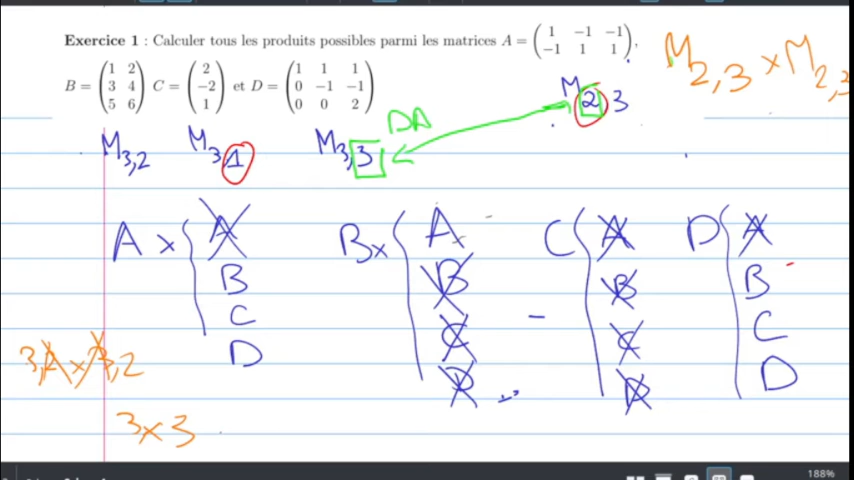 Exercice 1 : Calculer tous les produits possibles parmi les matrices A = ( 1 -1 -1
-1 1 1 ),
B = ( 1 2
3 4
5 6 ) C = ( 2
-2
1 ) et D = ( 1 1 1
0 -1 -1
0 0 2 )
M2,3 × M2,3
M 2 3
DA
M3,2 M3,1 M3,3
A × A Bx A C A D A
B B B B
C C C C
D D D D
3,2
3 x 3
188%